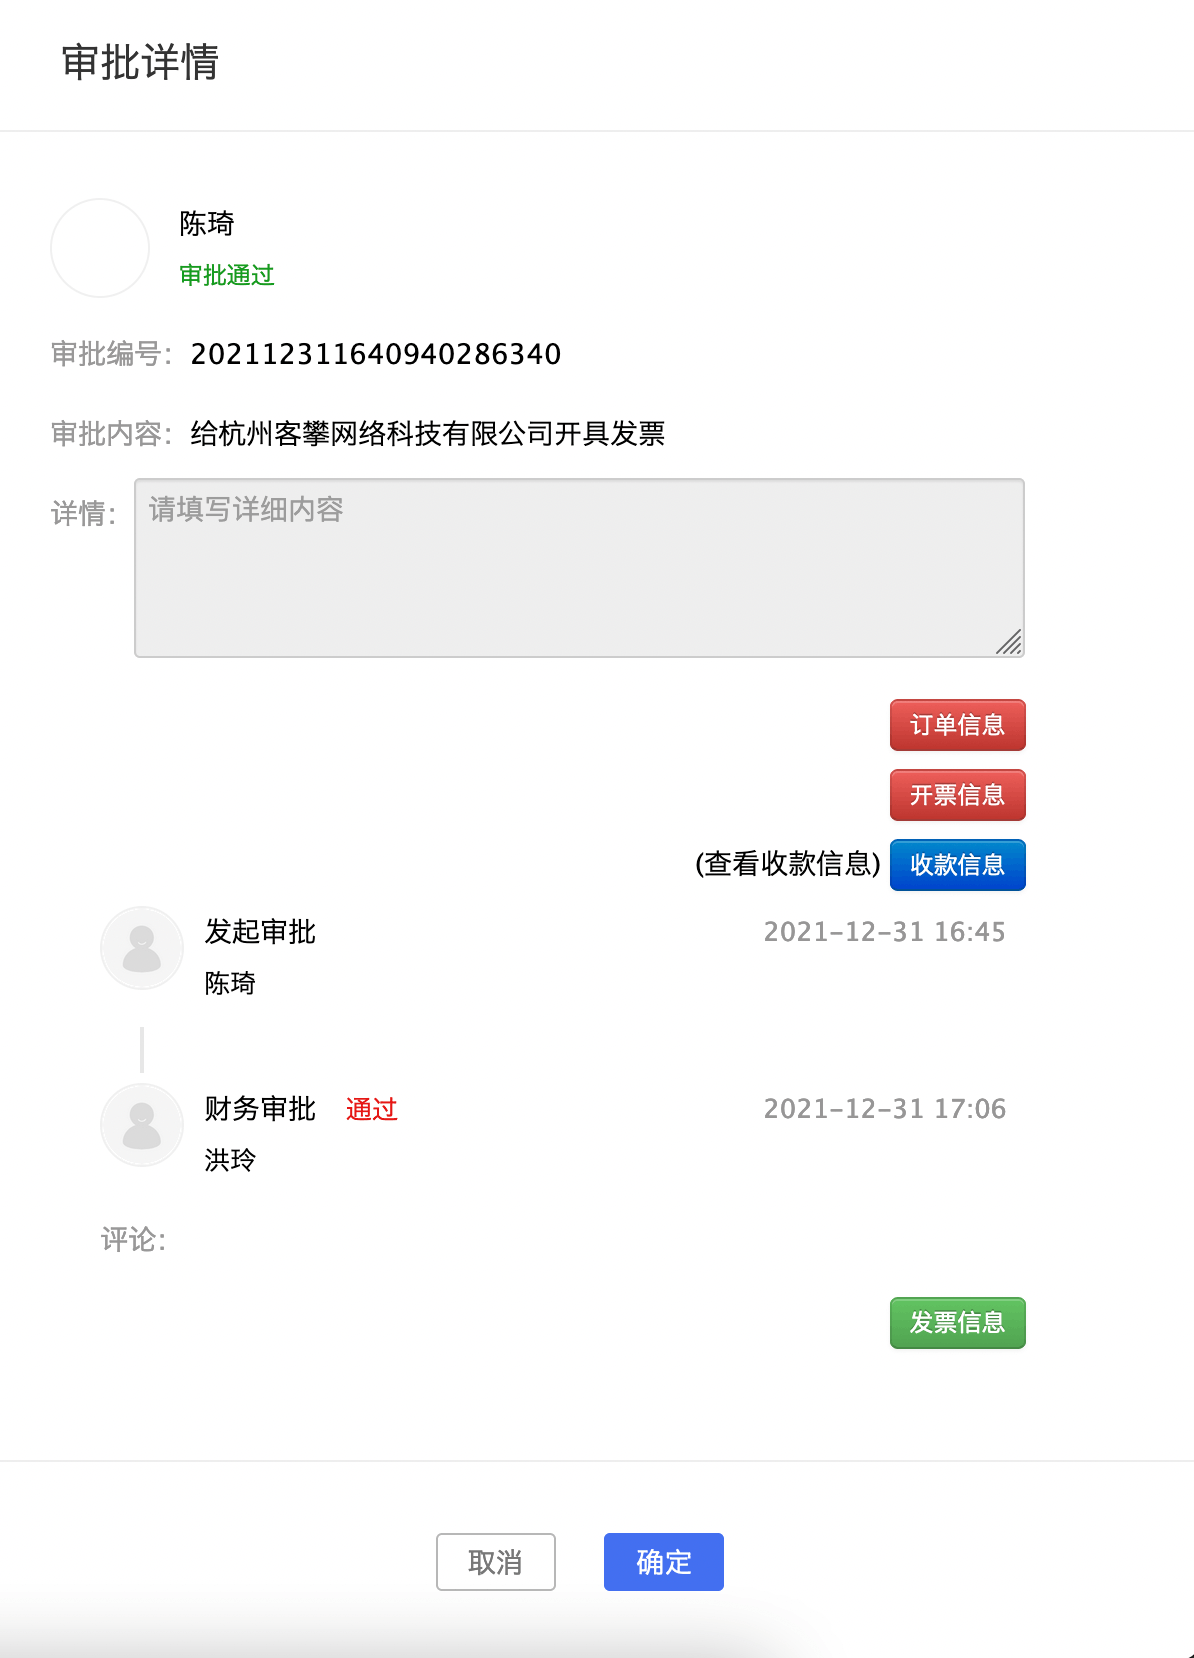 审批详情
陈琦
审批通过
审批编号：202112311640940286340
审批内容：给杭州客攀网络科技有限公司开具发票
详情：
请填写详细内容
订单信息
开票信息
(查看收款信息) 收款信息
发起审批 2021-12-31 16:45
陈琦
财务审批 通过 2021-12-31 17:06
洪玲
评论：
发票信息
取消 确定